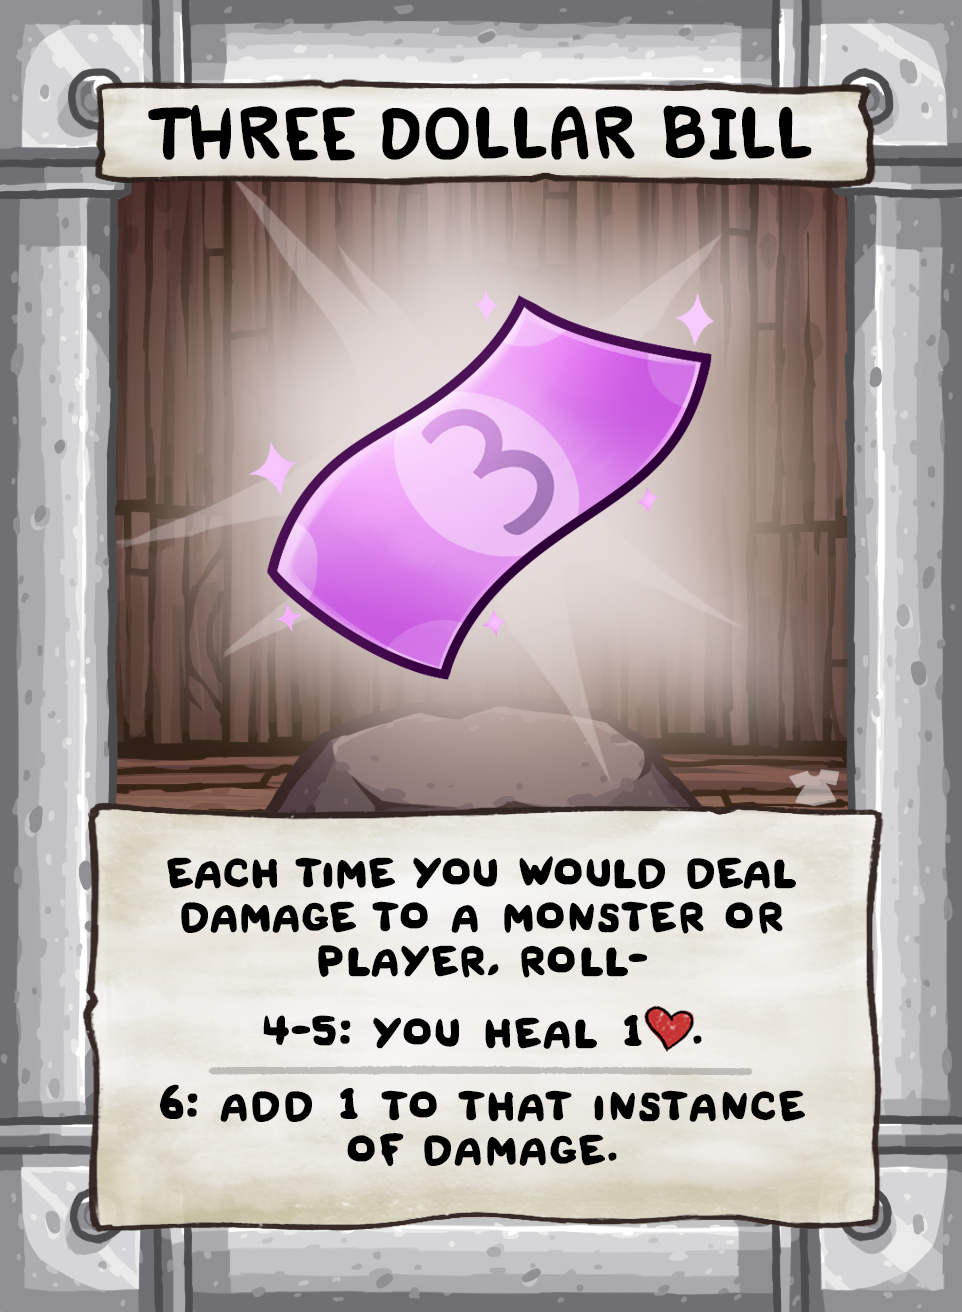 THREE DOLLAR BILL
3
EACH TIME YOU WOULD DEAL
DAMAGE TO A MONSTER OR
PLAYER, ROLL-
4-5: YOU HEAL 1❤.
6: ADD 1 TO THAT INSTANCE
OF DAMAGE.